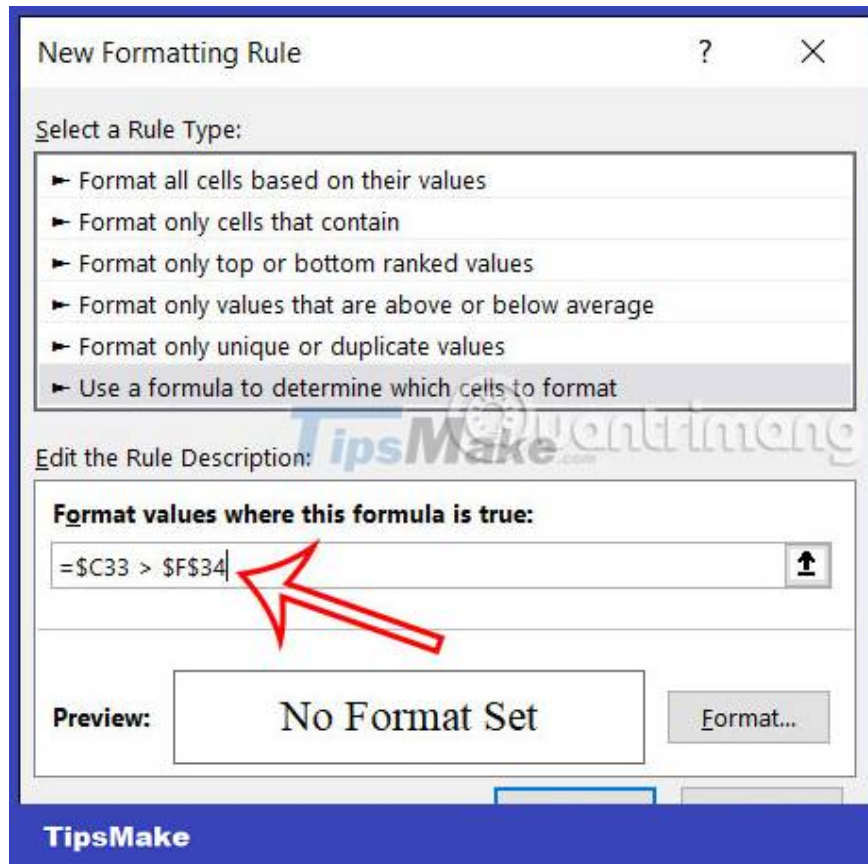 New Formatting Rule ? ×
Select a Rule Type:
► Format all cells based on their values
► Format only cells that contain
► Format only top or bottom ranked values
► Format only values that are above or below average
► Format only unique or duplicate values
► Use a formula to determine which cells to format
TipsMake.com
Quantrimang
Edit the Rule Description:
Format values where this formula is true:
=$C33 > $F$34
Preview: No Format Set Format...
TipsMake